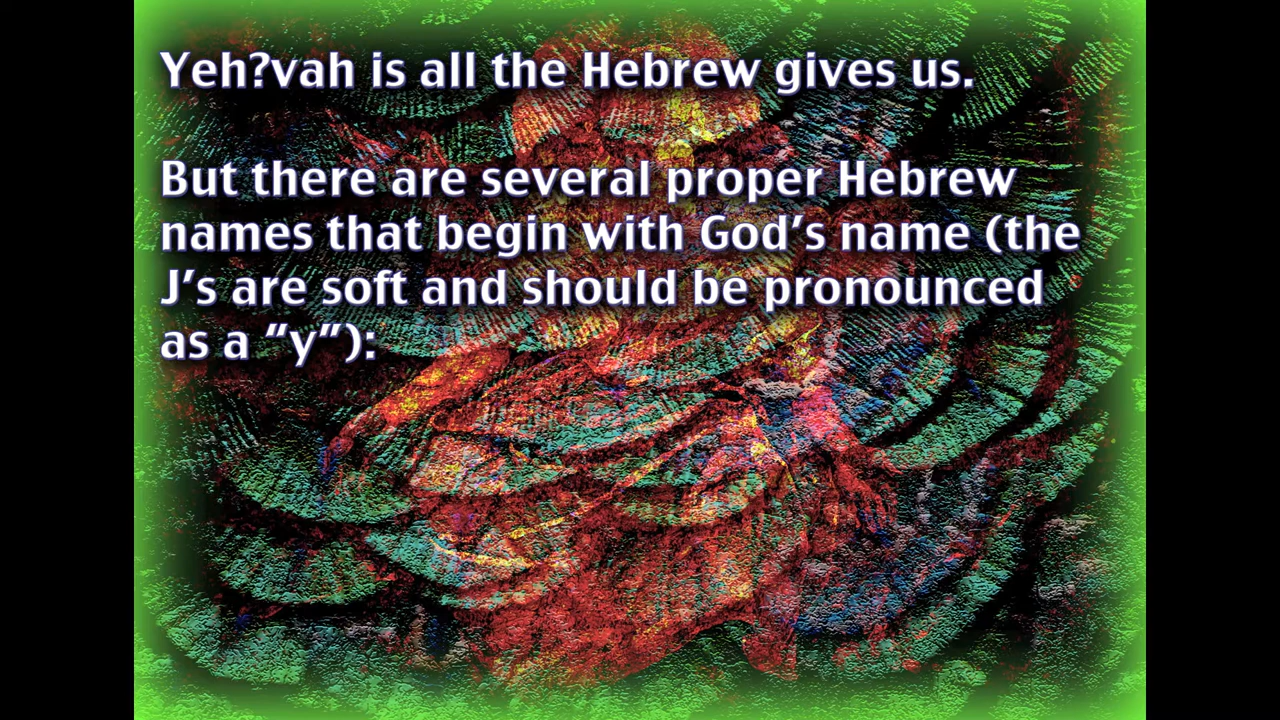 Yeh?vah is all the Hebrew gives us.
But there are several proper Hebrew
names that begin with God’s name (the
J’s are soft and should be pronounced
as a “y”):